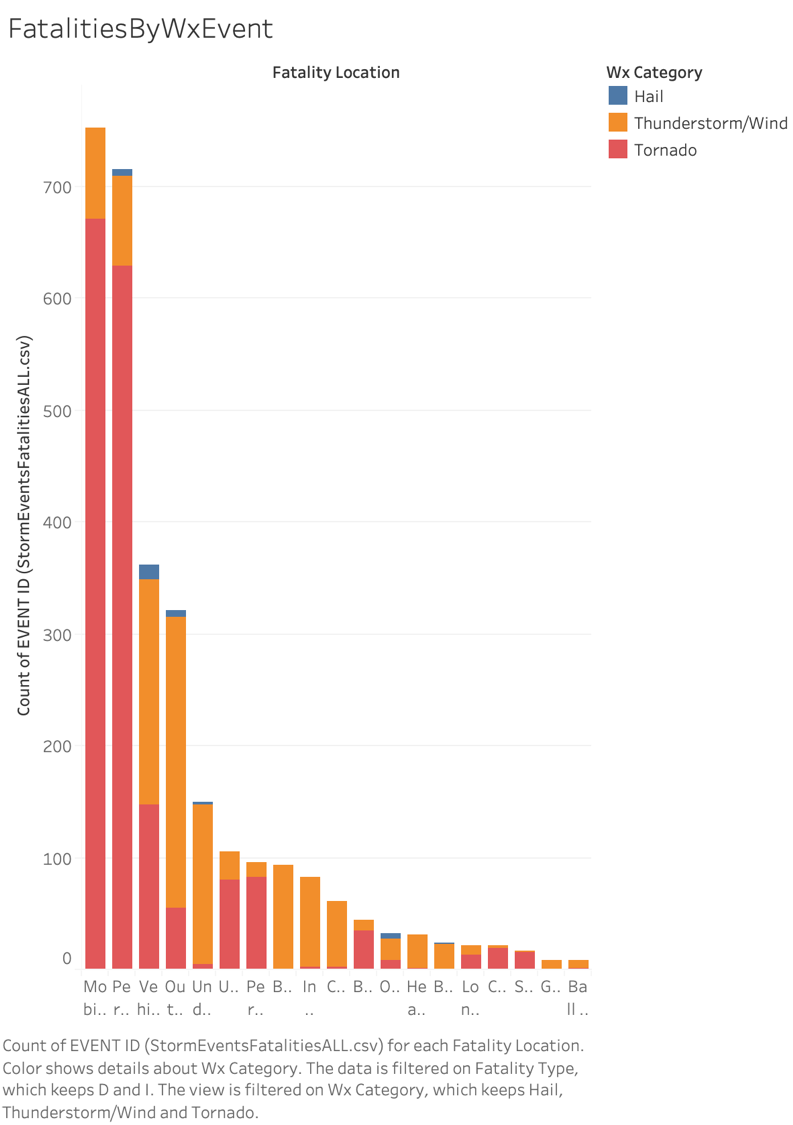 FatalitiesByWxEvent
Fatality Location
Wx Category
Hail
Thunderstorm/Wind
Tornado
Count of EVENT ID (StormEventsFatalitiesALL.csv)
700
600
500
400
300
200
100
0
Mo Pe Ve Ou Un U.. Pe B.. In C.. B.. O.. He B.. Lo C.. S.. G.. Ba
bi.. r.. hi.. t.. d.. r.. .. a.. n.. ll ..
Count of EVENT ID (StormEventsFatalitiesALL.csv) for each Fatality Location.
Color shows details about Wx Category. The data is filtered on Fatality Type,
which keeps D and I. The view is filtered on Wx Category, which keeps Hail,
Thunderstorm/Wind and Tornado.